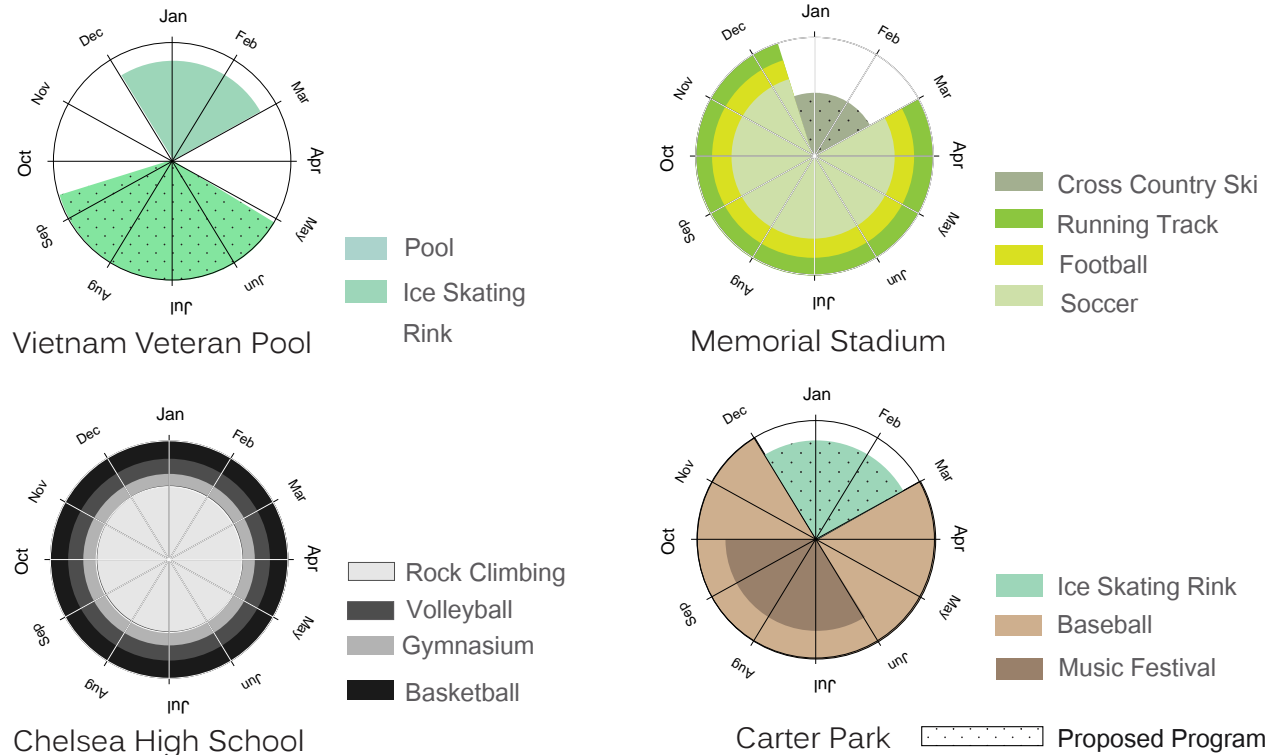 Jan
Feb
Mar
Apr
May
Jun
Jul
Aug
Sep
Oct
Nov
Dec
Pool
Ice Skating
Rink
Vietnam Veteran Pool
Jan
Feb
Mar
Apr
May
Jun
Jul
Aug
Sep
Oct
Nov
Dec
Cross Country Ski
Running Track
Football
Soccer
Memorial Stadium
Jan
Feb
Mar
Apr
May
Jun
Jul
Aug
Sep
Oct
Nov
Dec
Rock Climbing
Volleyball
Gymnasium
Basketball
Chelsea High School
Jan
Feb
Mar
Apr
May
Jun
Jul
Aug
Sep
Oct
Nov
Dec
Ice Skating Rink
Baseball
Music Festival
Carter Park
Proposed Program